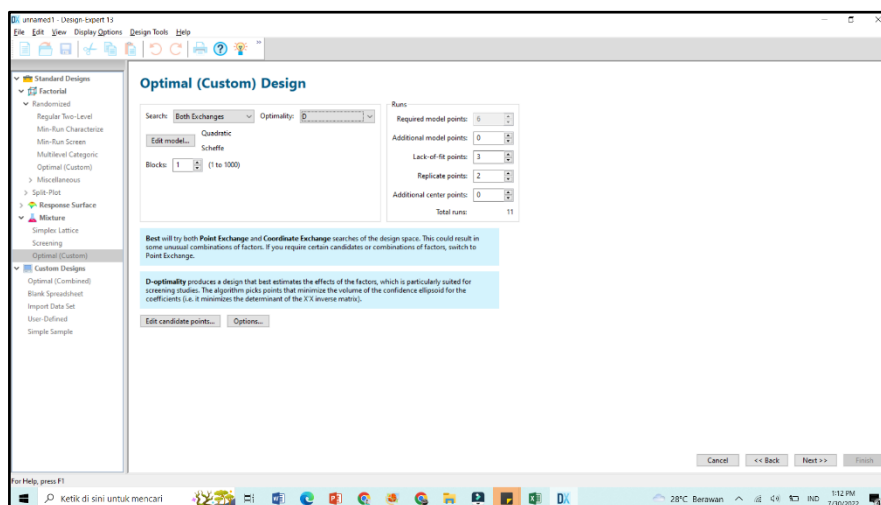 DX unnamed1 - Design-Expert 13
File Edit View Display Options Design Tools Help
Standard Designs
Factorial
Randomized
Regular Two-Level
Min-Run Characterize
Min-Run Screen
Multilevel Categoric
Optimal (Custom)
Miscellaneous
Split-Plot
Response Surface
Mixture
Simplex Lattice
Screening
Optimal (Custom)
Custom Designs
Optimal (Combined)
Blank Spreadsheet
Import Data Set
User-Defined
Simple Sample
Optimal (Custom) Design
Search: Both Exchanges Optimality: D
Edit model... Quadratic
Scheffe
Blocks: 1 (1 to 1000)
Runs
Required model points: 6
Additional model points: 0
Lack-of-fit points: 3
Replicate points: 2
Additional center points: 0
Total runs: 11
Best will try both Point Exchange and Coordinate Exchange searches of the design space. This could result in
some unusual combinations of factors. If you require certain candidates or combinations of factors, switch to
Point Exchange.
D-optimality produces a design that best estimates the effects of the factors, which is particularly suited for
screening studies. The algorithm picks points that minimize the volume of the confidence ellipsoid for the
coefficients (i.e. it minimizes the determinant of the X'X inverse matrix).
Edit candidate points... Options...
Cancel << Back Next >> Finish
For Help, press F1
Ketik di sini untuk mencari DX 28°C Berawan IND 1:12 PM
7/30/2022